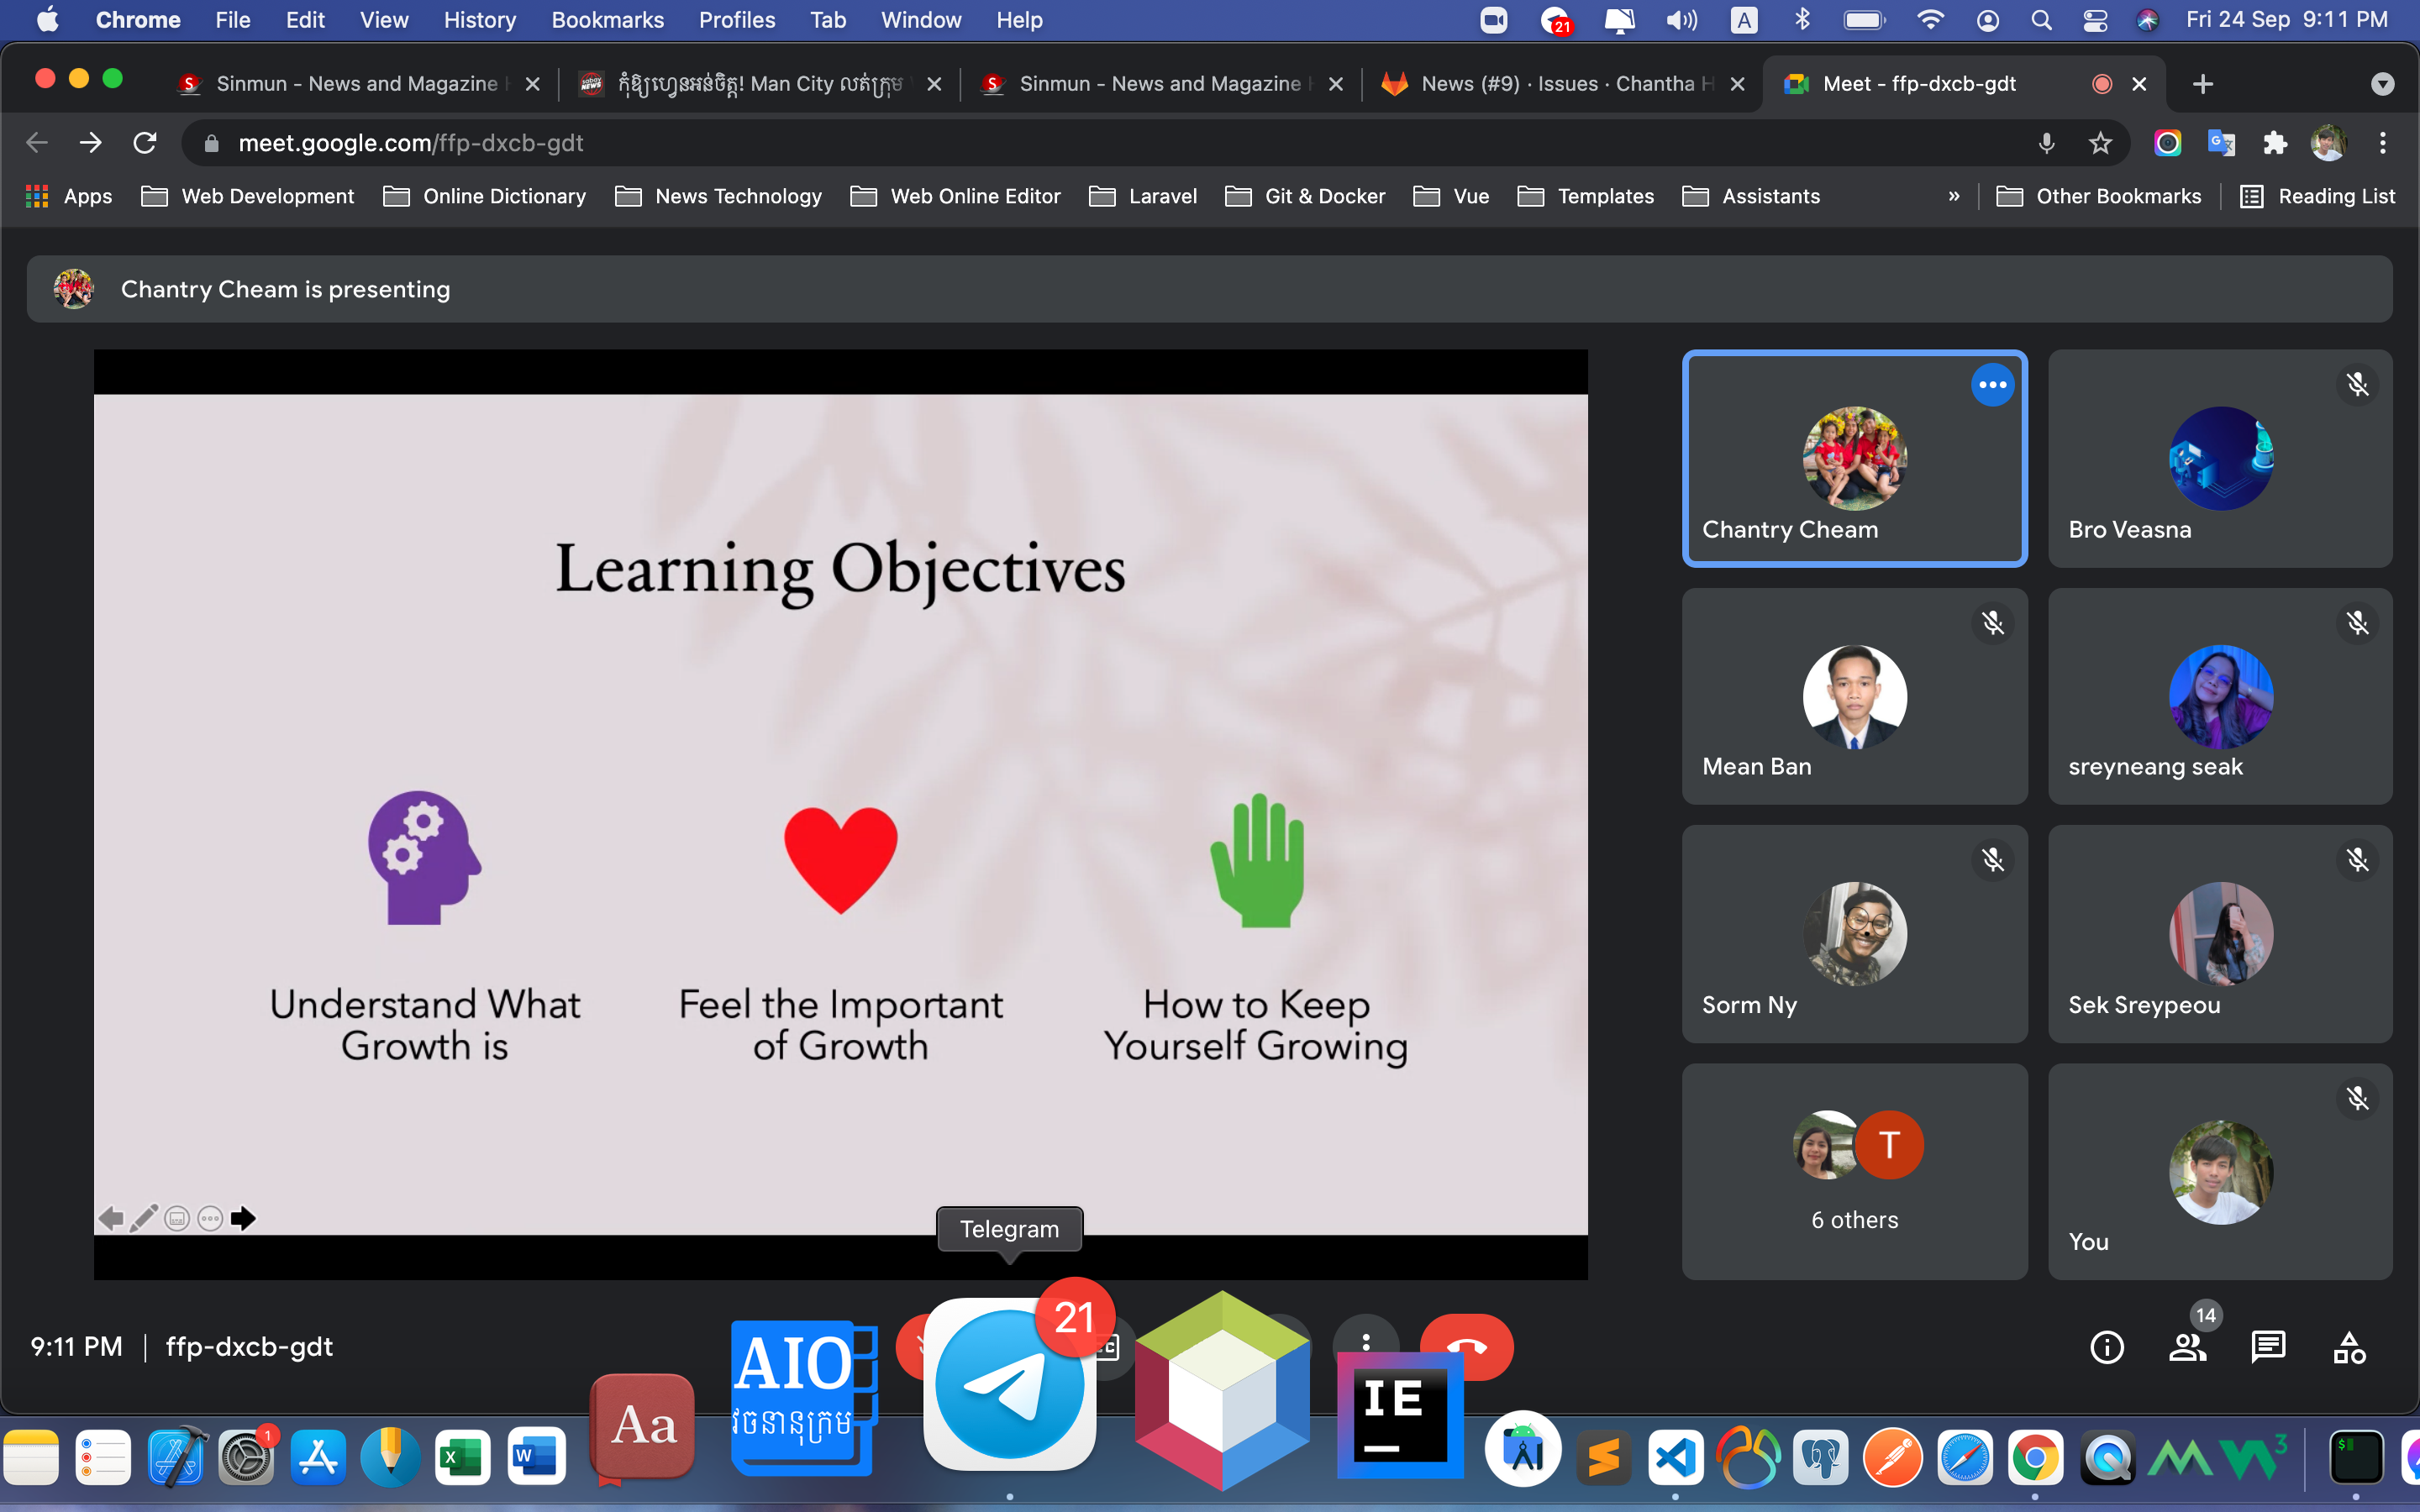 Chrome File Edit View History Bookmarks Profiles Tab Window Help
21
A
Fri 24 Sep 9:11 PM
Sinmun - News and Magazine H
កុំឱ្យហ្វេនអន់ចិត្ត! Man City លត់ក្រុម
Sinmun - News and Magazine H
News (#9) · Issues · Chantha H
Meet - ffp-dxcb-gdt
meet.google.com/ffp-dxcb-gdt
Apps Web Development Online Dictionary News Technology Web Online Editor Laravel Git & Docker Vue Templates Assistants » Other Bookmarks Reading List
Chantry Cheam is presenting
Learning Objectives
Understand What
Growth is
Feel the Important
of Growth
How to Keep
Yourself Growing
Chantry Cheam
Bro Veasna
Mean Ban
sreyneang seak
Sorm Ny
Sek Sreypeou
T
6 others
You
Telegram
9:11 PM | ffp-dxcb-gdt
14
21
AIO
វចនានុក្រម
Aa
IE
1
X
W
3
$